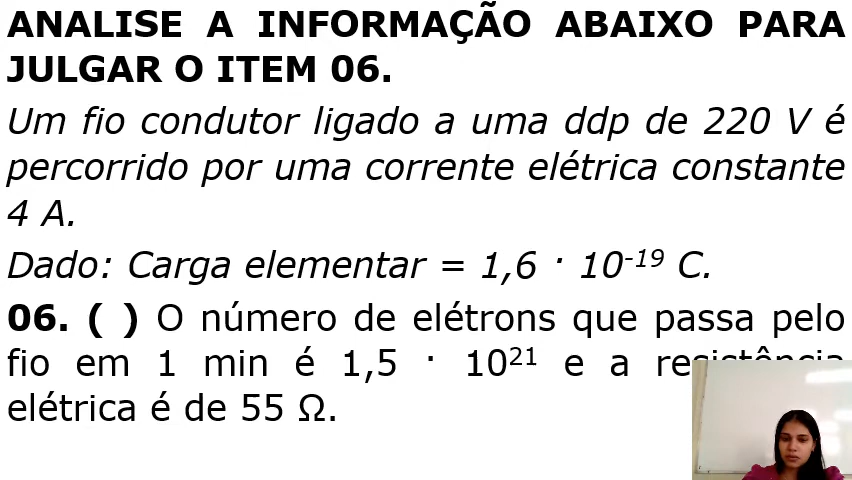 ANALISE A INFORMAÇÃO ABAIXO PARA
JULGAR O ITEM 06.
Um fio condutor ligado a uma ddp de 220 V é
percorrido por uma corrente elétrica constante
4 A.
Dado: Carga elementar = 1,6 · 10⁻¹⁹ C.
06. ( ) O número de elétrons que passa pelo
fio em 1 min é 1,5 · 10²¹ e a resistência
elétrica é de 55 Ω.